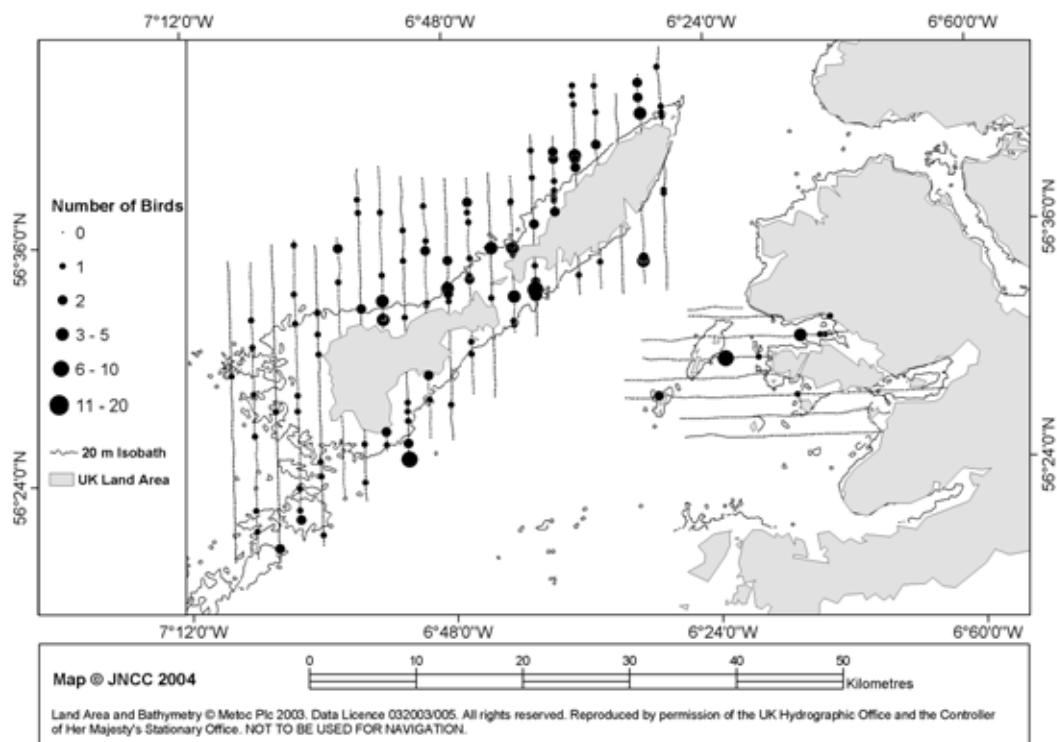 7°12'0"W 6°48'0"W 6°24'0"W 6°60'0"W
Number of Birds
0
1
2
3 - 5
6 - 10
11 - 20
20 m Isobath
UK Land Area
56°36'0"N
56°24'0"N
56°36'0"N
56°24'0"N
7°12'0"W 6°48'0"W 6°24'0"W 6°60'0"W
Map © JNCC 2004
0 10 20 30 40 50
Kilometres
Land Area and Bathymetry © Metoc Plc 2003. Data Licence 032003/005. All rights reserved. Reproduced by permission of the UK Hydrographic Office and the Controller
of Her Majesty's Stationary Office. NOT TO BE USED FOR NAVIGATION.